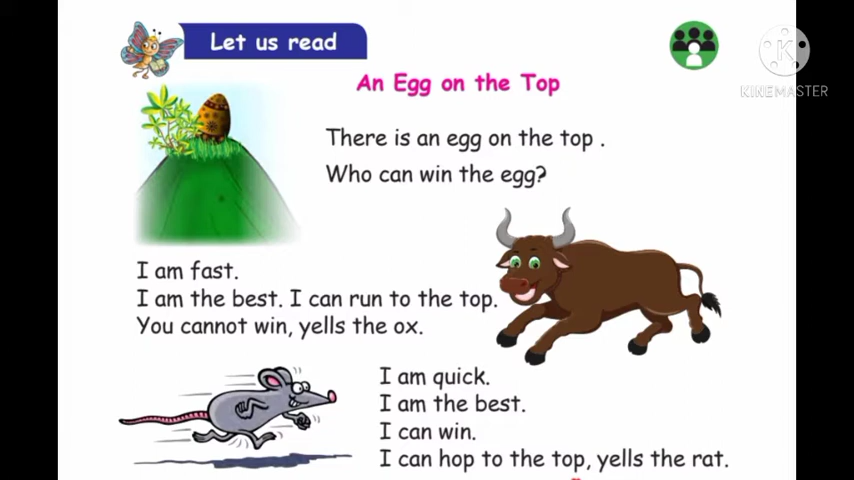 Let us read
K
KINEMASTER
An Egg on the Top
There is an egg on the top .
Who can win the egg?
I am fast.
I am the best. I can run to the top.
You cannot win, yells the ox.
I am quick.
I am the best.
I can win.
I can hop to the top, yells the rat.